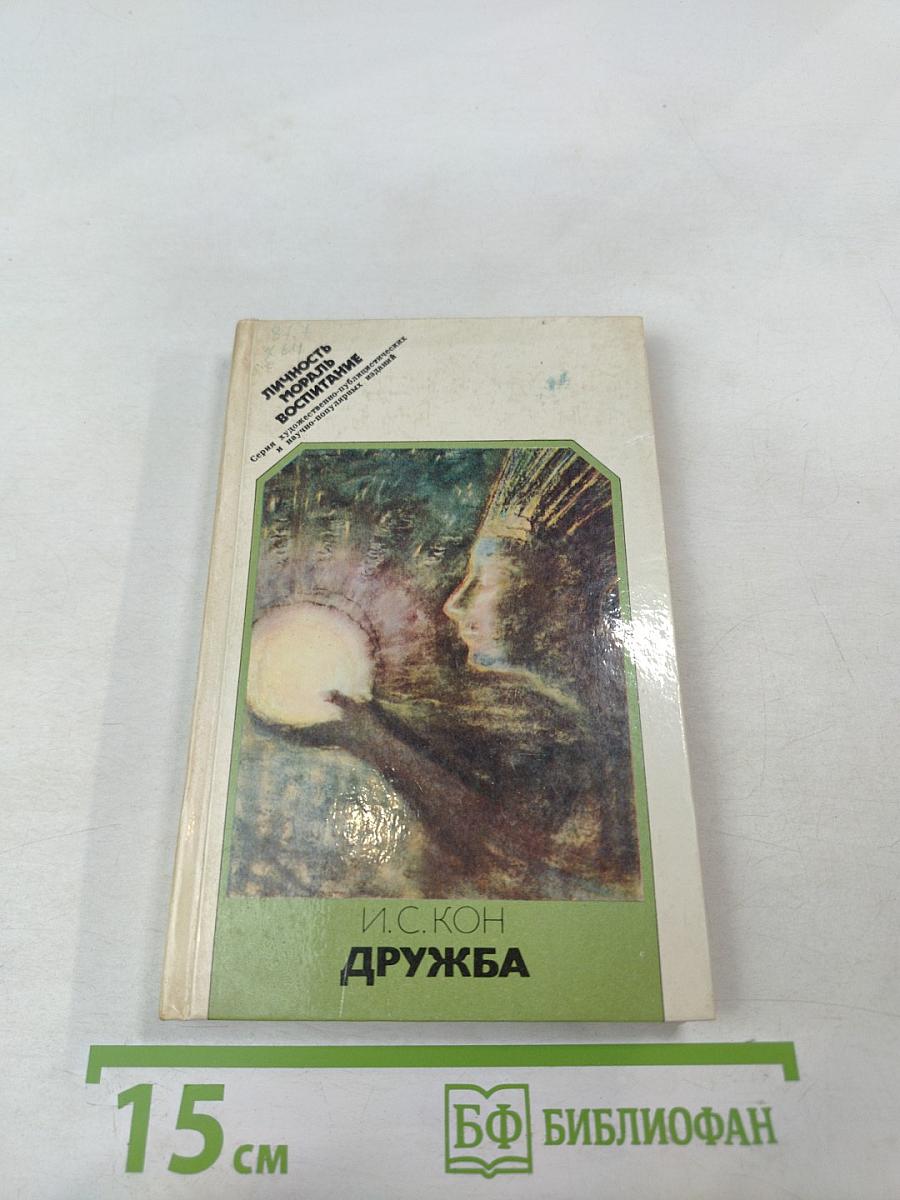 ЛИЧНОСТЬ
МОРАЛЬ
ВОСПИТАНИЕ
Серия художественно-публицистических
и научно-популярных изданий
И.С.КОН
ДРУЖБА
15 см
БФ БИБЛИОФАН